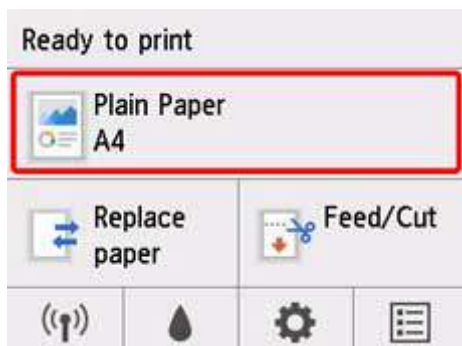 Ready to print
Plain Paper
A4
Replace
paper
Feed/Cut